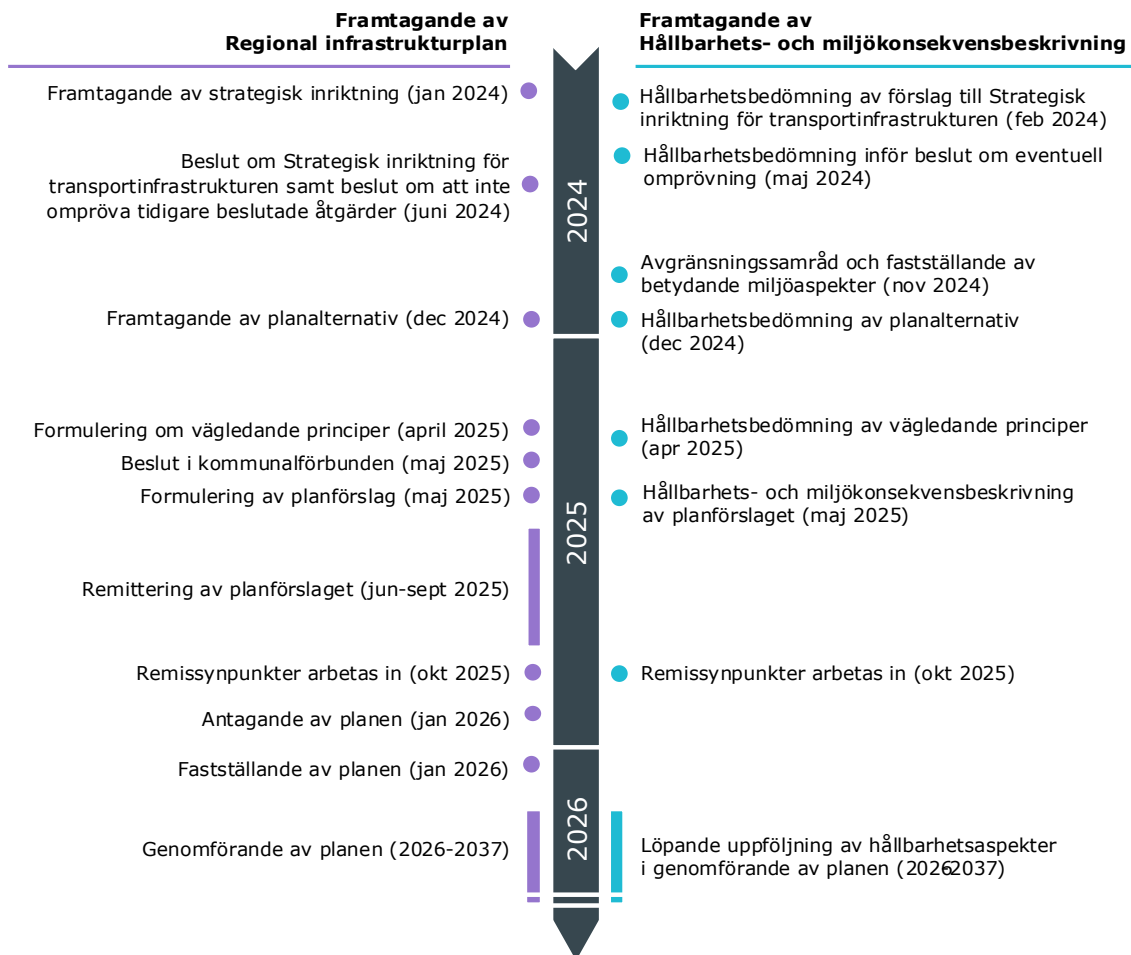 Framtagande av
Regional infrastrukturplan
Framtagande av strategisk inriktning (jan 2024)
Beslut om Strategisk inriktning för
transportinfrastrukturen samt beslut om att inte
ompröva tidigare beslutade åtgärder (juni 2024)
Framtagande av planalternativ (dec 2024)
Formulering om vägledande principer (april 2025)
Beslut i kommunalförbunden (maj 2025)
Formulering av planförslag (maj 2025)
Remittering av planförslaget (jun-sept 2025)
Remissynpunkter arbetas in (okt 2025)
Antagande av planen (jan 2026)
Fastställande av planen (jan 2026)
Genomförande av planen (2026-2037)
2024
2025
2026
Framtagande av
Hållbarhets- och miljökonsekvensbeskrivning
Hållbarhetsbedömning av förslag till Strategisk
inriktning för transportinfrastrukturen (feb 2024)
Hållbarhetsbedömning inför beslut om eventuell
omprövning (maj 2024)
Avgränsningssamråd och fastställande av
betydande miljöaspekter (nov 2024)
Hållbarhetsbedömning av planalternativ
(dec 2024)
Hållbarhetsbedömning av vägledande principer
(apr 2025)
Hållbarhets- och miljökonsekvensbeskrivning
av planförslaget (maj 2025)
Remissynpunkter arbetas in (okt 2025)
Löpande uppföljning av hållbarhetsaspekter
i genomförande av planen (2026-2037)